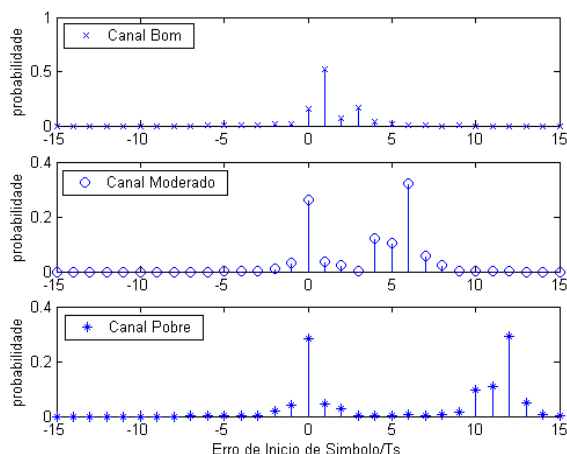 1
Canal Bom
probabilidade
0.5
0
-15 -10 -5 0 5 10 15
0.4
Canal Moderado
probabilidade
0.2
0
-15 -10 -5 0 5 10 15
0.4
Canal Pobre
probabilidade
0.2
0
-15 -10 -5 0 5 10 15
Erro de Inicio de Simbolo/Ts